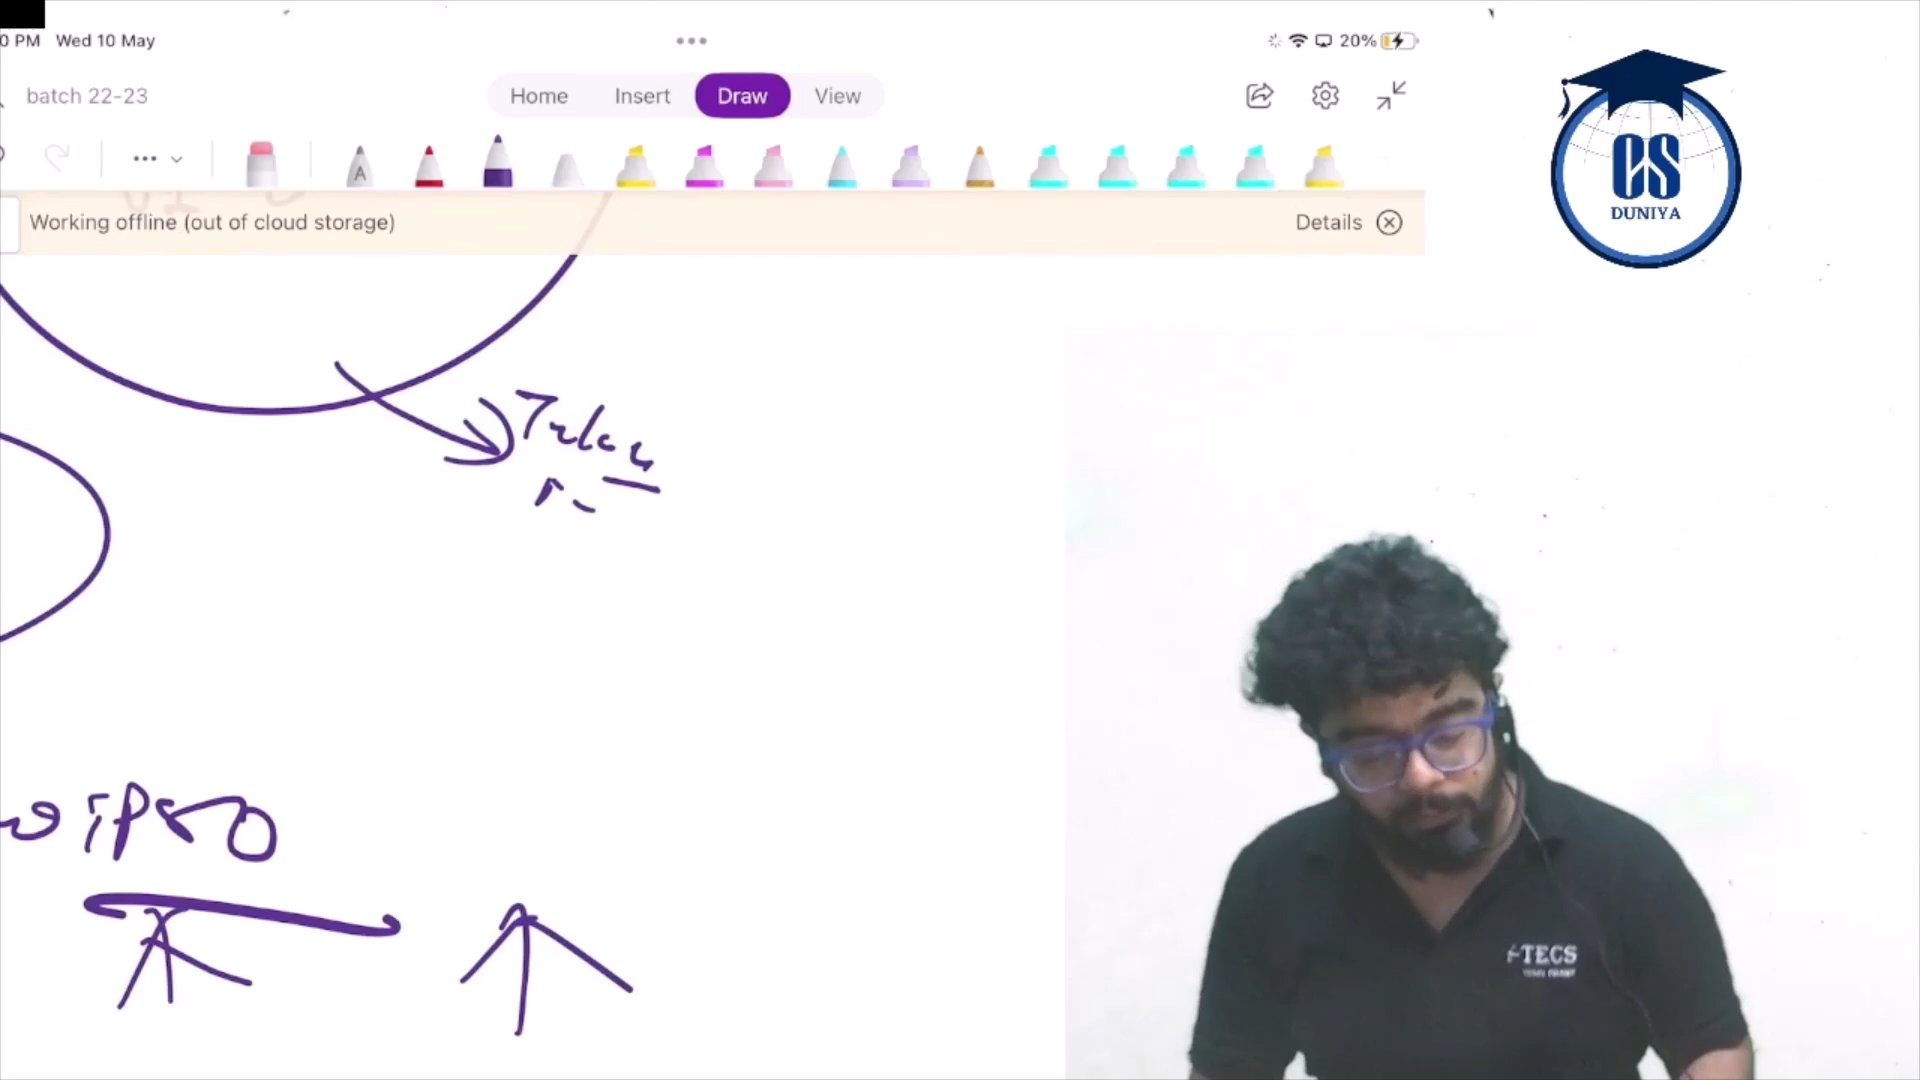 0 PM Wed 10 May
20%
batch 22-23
Home Insert Draw View
A
Working offline (out of cloud storage)
Details
CS
DUNIYA
wipro
i-TECS